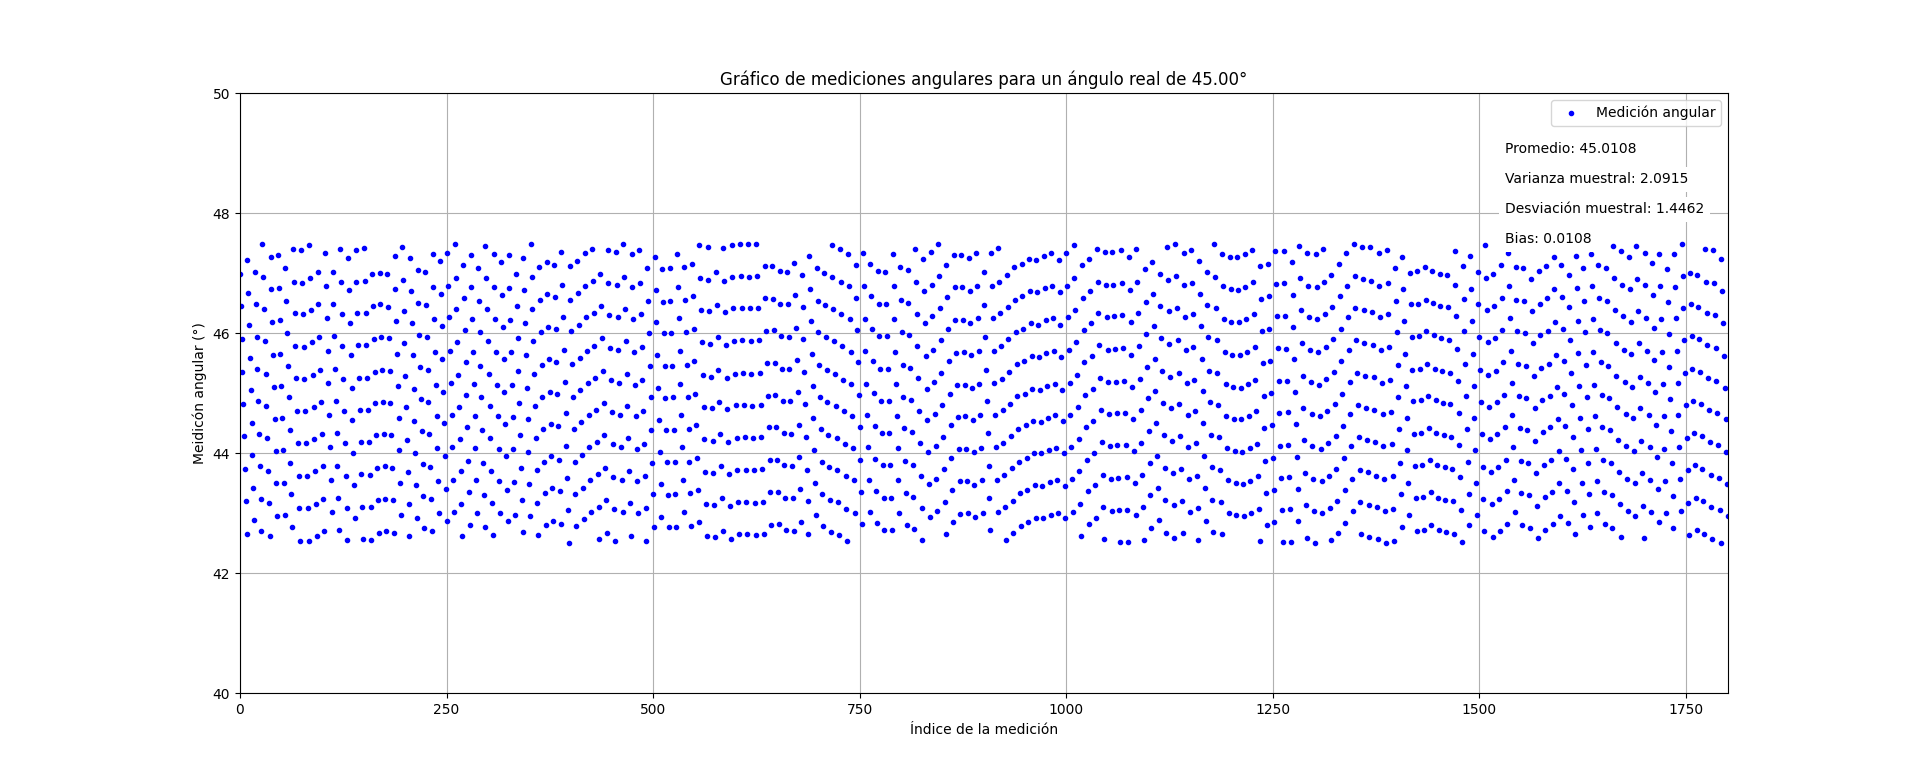 Gráfico de mediciones angulares para un ángulo real de 45.00°
Medición angular
Promedio: 45.0108
Varianza muestral: 2.0915
Desviación muestral: 1.4462
Bias: 0.0108
Meidicón angular (°)
50
48
46
44
42
40
0 250 500 750 1000 1250 1500 1750
Índice de la medición